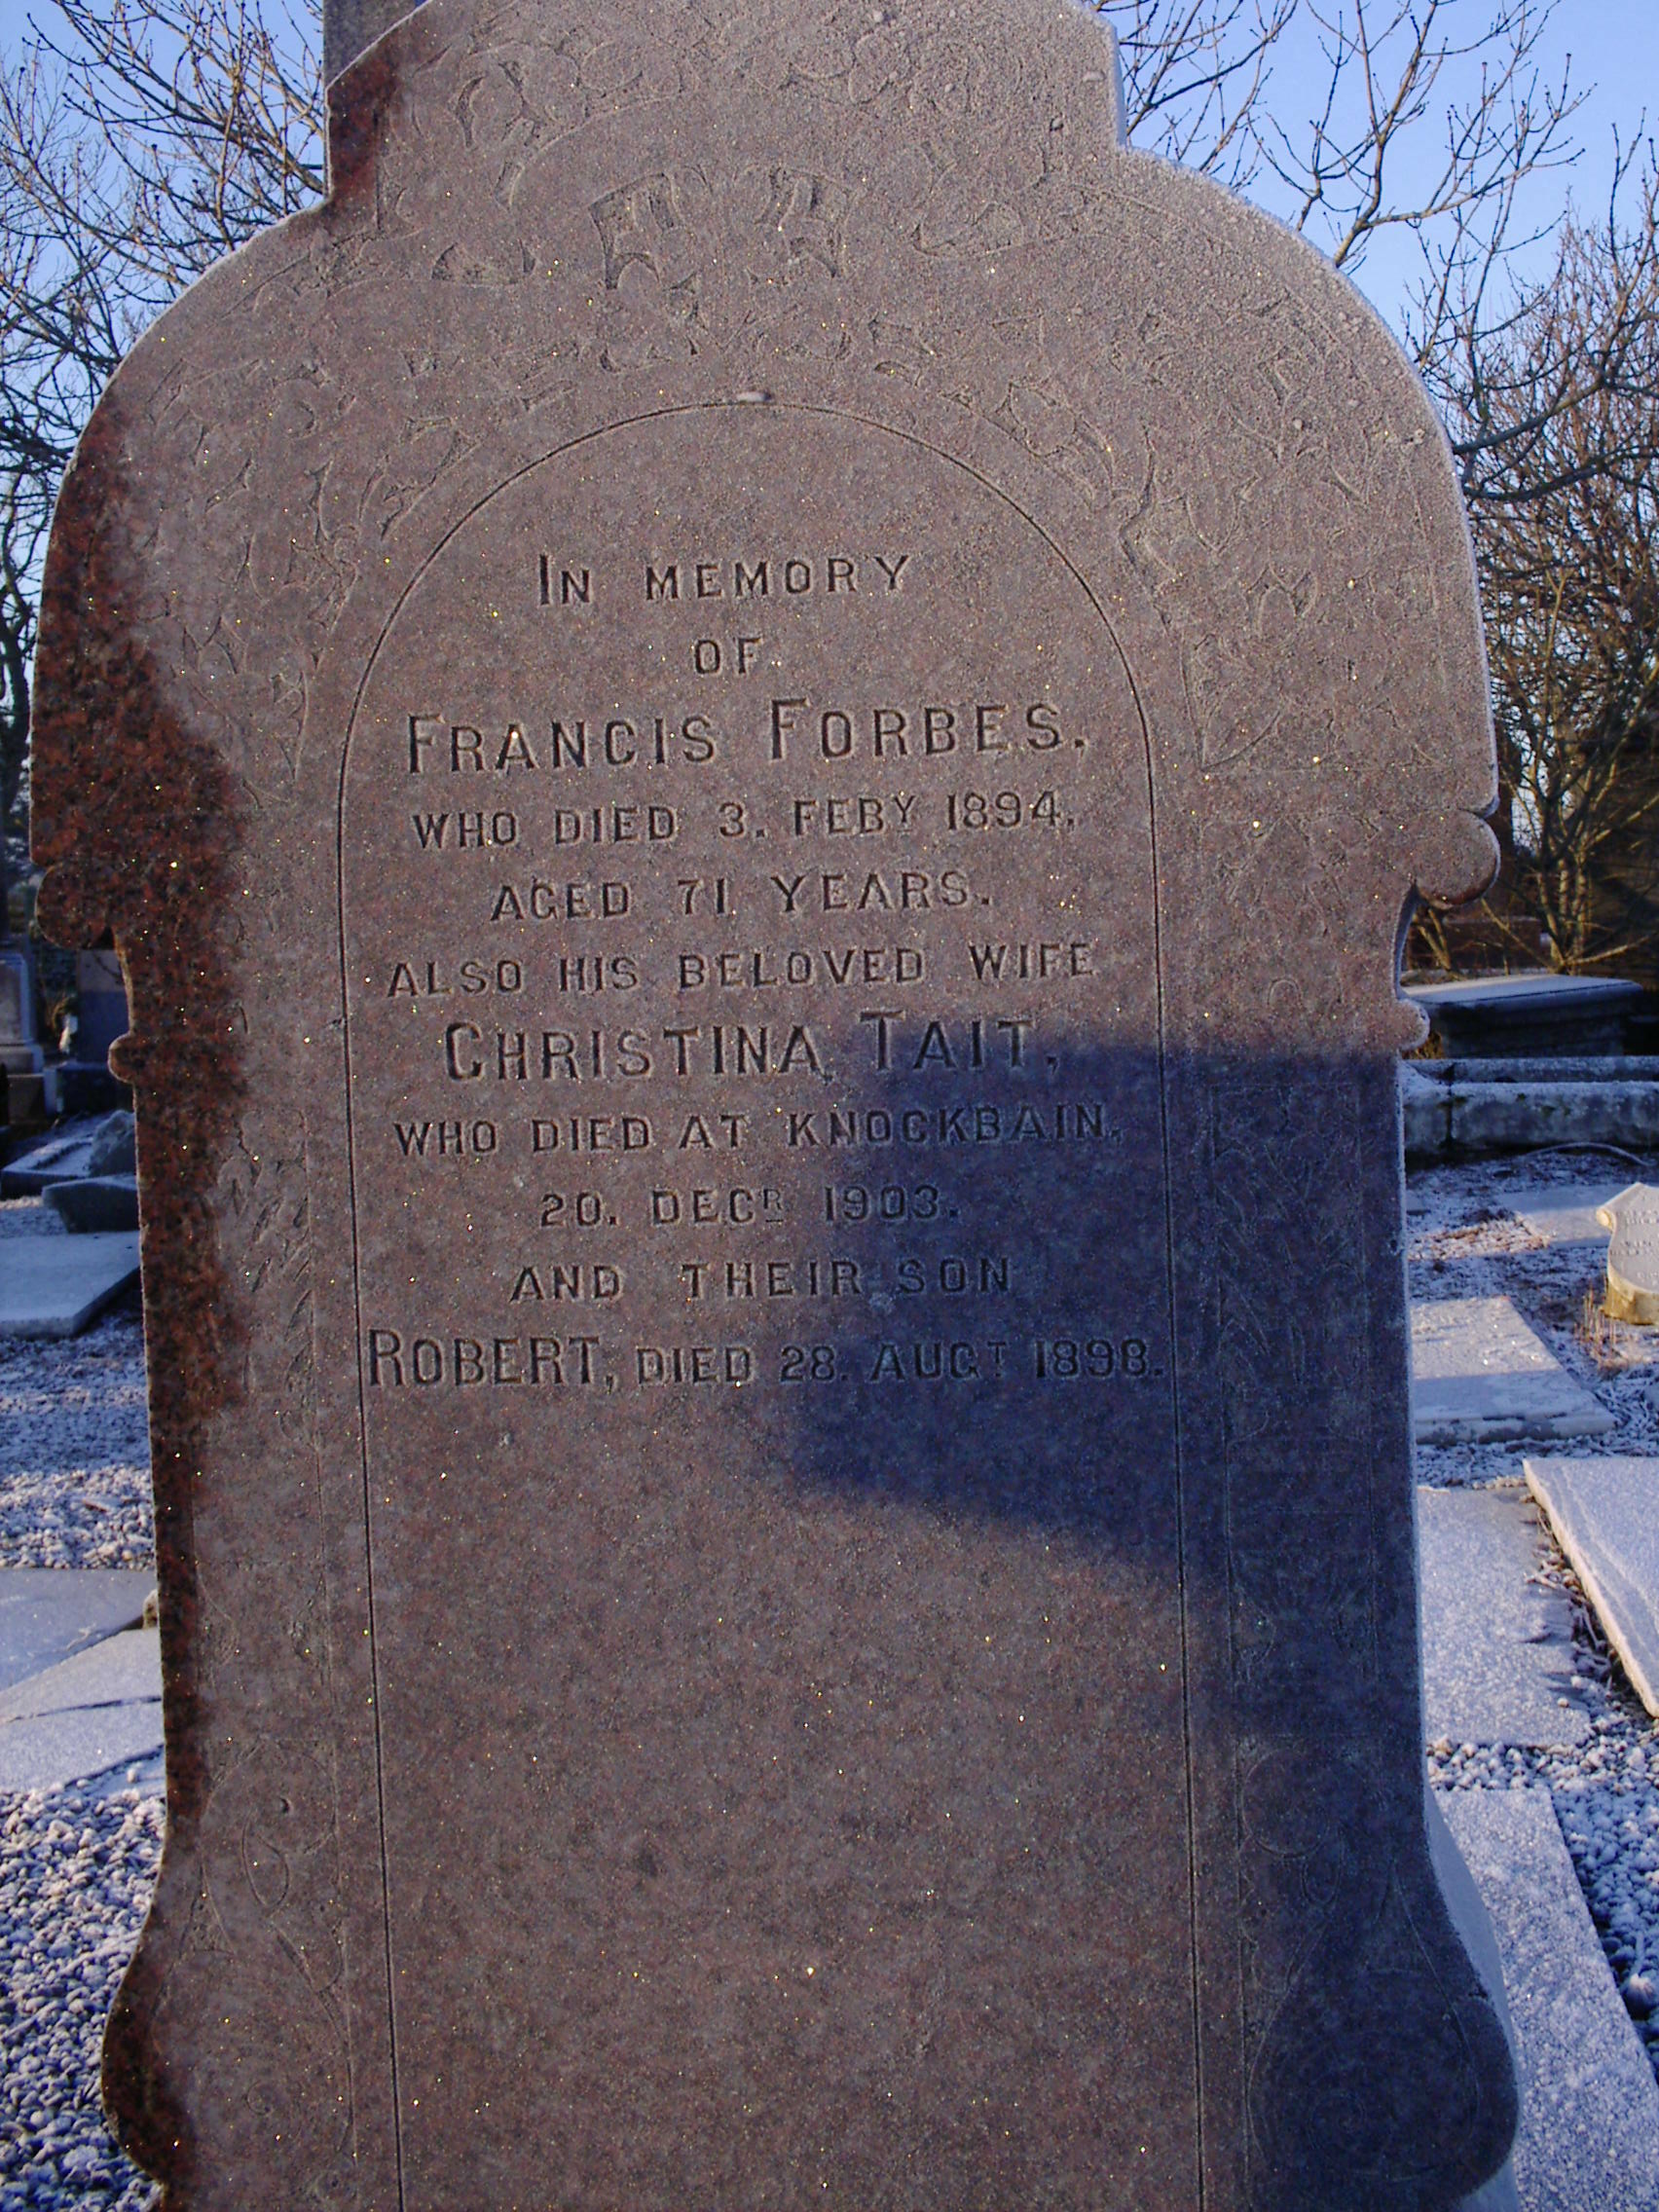 IN MEMORY
OF
FRANCIS FORBES.
WHO DIED 3. FEBY 1894.
AGED 71 YEARS.
ALSO HIS BELOVED WIFE
CHRISTINA TAIT.
WHO DIED AT KNOCKBAIN.
20. DECR 1903.
AND THEIR SON
ROBERT, DIED 28. AUGT 1898.